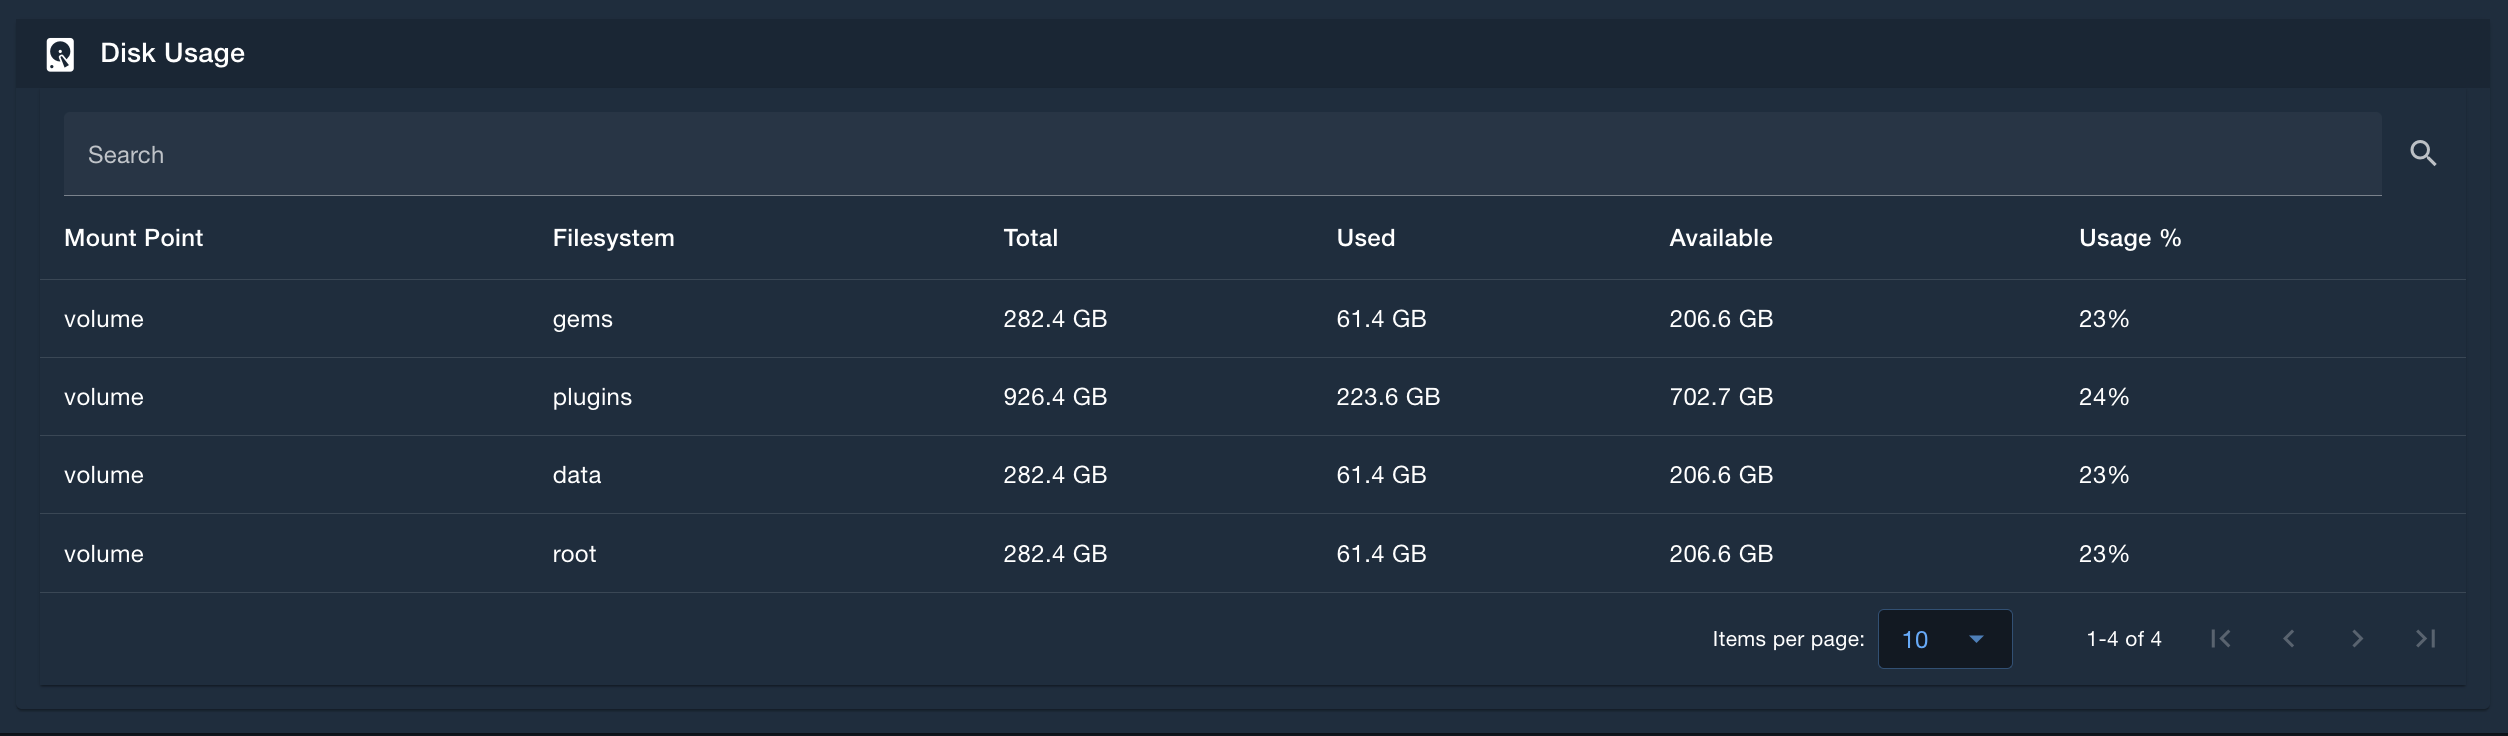 Disk Usage
Search
Mount Point Filesystem Total Used Available Usage %
volume gems 282.4 GB 61.4 GB 206.6 GB 23%
volume plugins 926.4 GB 223.6 GB 702.7 GB 24%
volume data 282.4 GB 61.4 GB 206.6 GB 23%
volume root 282.4 GB 61.4 GB 206.6 GB 23%
Items per page: 10 1-4 of 4